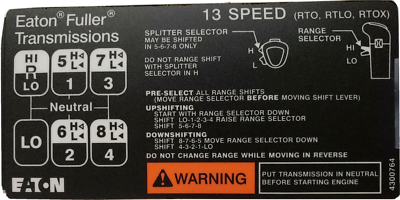 Eaton® Fuller®
Transmissions
13 SPEED (RTO, RTLO, RTOX)
SPLITTER SELECTOR
MAY BE SHIFTED
IN 5-6-7-8 ONLY
DO NOT RANGE SHIFT
WITH SPLITTER
SELECTOR IN H
H
L
RANGE
SELECTOR
HI
LO
HI
R
LO
5 H L
1
7 H L
3
Neutral
LO
6 H L
2
8 H L
4
PRE-SELECT ALL RANGE SHIFTS
(MOVE RANGE SELECTOR BEFORE MOVING SHIFT LEVER)
UPSHIFTING
START WITH RANGE SELECTOR DOWN
SHIFT LO-1-2-3-4 RAISE RANGE SELECTOR
SHIFT 5-6-7-8
DOWNSHIFTING
SHIFT 8-7-6-5 MOVE RANGE SELECTOR DOWN
SHIFT 4-3-2-1-LO
DO NOT CHANGE RANGE WHILE MOVING IN REVERSE
EATON
WARNING
PUT TRANSMISSION IN NEUTRAL
BEFORE STARTING ENGINE
4300764